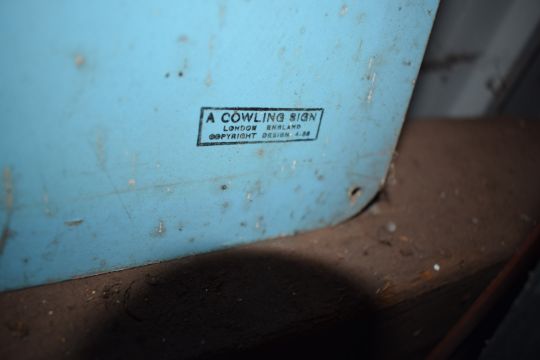 A COWLING SIGN
LONDON ENGLAND
COPYRIGHT DESIGN